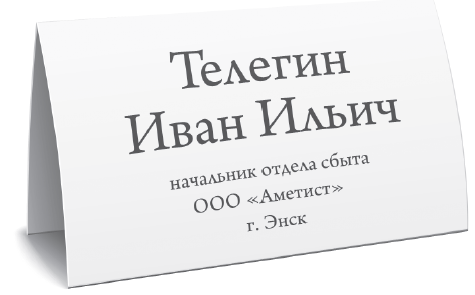 Телегин
Иван Ильич
начальник отдела сбыта
ООО «Аметист»
г. Энск